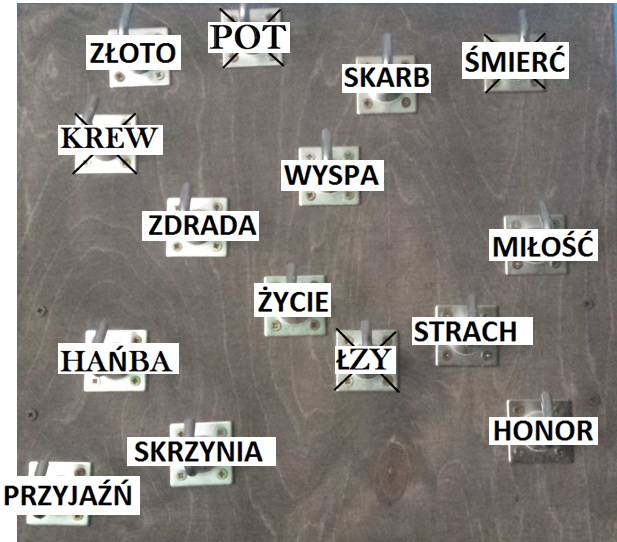 ZŁOTO
POT
SKARB
ŚMIERĆ
KREW
WYSPA
ZDRADA
MIŁOŚĆ
ŻYCIE
STRACH
HAŃBA
ŁZY
HONOR
SKRZYNIA
PRZYJAŹŃ